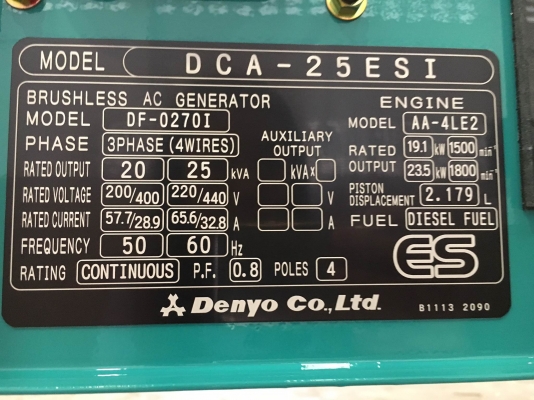 MODEL DCA-25ESI
BRUSHLESS AC GENERATOR
MODEL DF-0270I
PHASE 3PHASE (4WIRES)
RATED OUTPUT 20 25 kVA
RATED VOLTAGE 200/400 220/440 V
RATED CURRENT 57.7/28.9 65.6/32.8 A
FREQUENCY 50 60 Hz
RATING CONTINUOUS P.F. 0.8 POLES 4
AUXILIARY
OUTPUT
kVA×
V
A
ENGINE
MODEL AA-4LE2
RATED 19.1 kW 1500 min⁻¹
OUTPUT 23.5 kW 1800 min⁻¹
PISTON
DISPLACEMENT 2.179 L
FUEL DIESEL FUEL
ES
Denyo Co.,Ltd.
B1113 2090